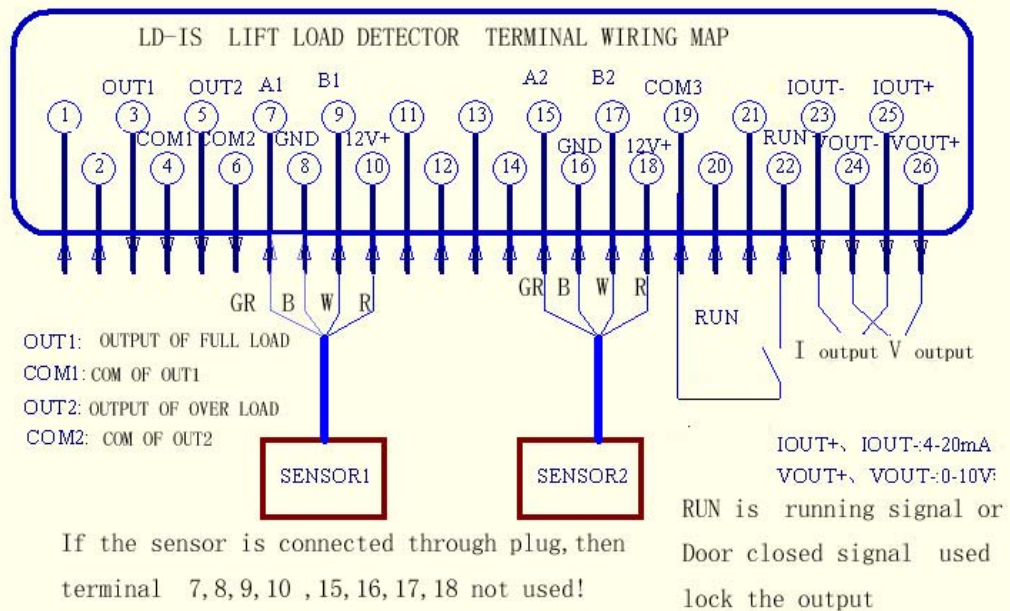 LD-IS LIFT LOAD DETECTOR TERMINAL WIRING MAP
OUT1 OUT2 A1 B1 A2 B2 COM3 IOUT- IOUT+
1 3 5 7 9 11 13 15 17 19 21 23 25
COM1 COM2 GND 12V+ GND 12V+ RUN VOUT- VOUT+
2 4 6 8 10 12 14 16 18 20 22 24 26
GR B W R GR B W R
RUN
I output V output
OUT1: OUTPUT OF FULL LOAD
COM1: COM OF OUT1
OUT2: OUTPUT OF OVER LOAD
COM2: COM OF OUT2
SENSOR1 SENSOR2
IOUT+、IOUT-:4-20mA
VOUT+、VOUT-:0-10V
If the sensor is connected through plug,then
terminal 7,8,9,10 ,15,16,17,18 not used!
RUN is running signal or
Door closed signal used
lock the output